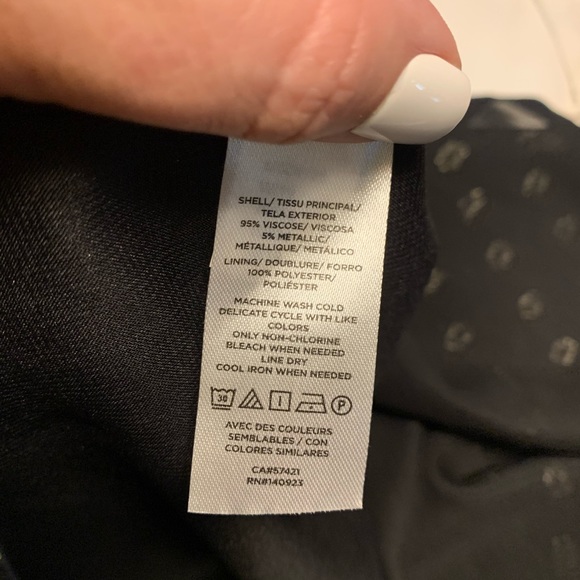 SHELL/ TISSU PRINCIPAL/
TELA EXTERIOR
95% VISCOSE/ VISCOSA
5% METALLIC/
MÉTALLIQUE/ METÁLICO
LINING/ DOUBLURE/ FORRO
100% POLYESTER/
POLIÉSTER
MACHINE WASH COLD
DELICATE CYCLE WITH LIKE
COLORS
ONLY NON-CHLORINE
BLEACH WHEN NEEDED
LINE DRY
COOL IRON WHEN NEEDED
30 P
AVEC DES COULEURS
SEMBLABLES / CON
COLORES SIMILARES
CA#57421
RN#140923